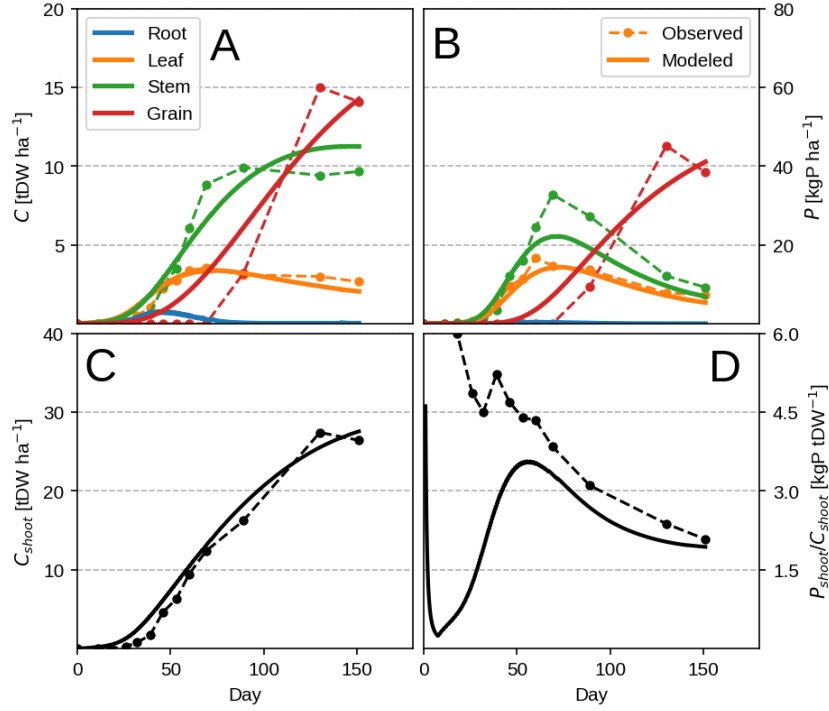 20
15
10
5
C [tDW ha⁻¹]
Root
Leaf
Stem
Grain
A
B
Observed
Modeled
80
60
40
20
P [kgP ha⁻¹]
40
30
20
10
C_shoot [tDW ha⁻¹]
C
D
6.0
4.5
3.0
1.5
P_shoot/C_shoot [kgP tDW⁻¹]
0 50 100 150
Day
0 50 100 150
Day